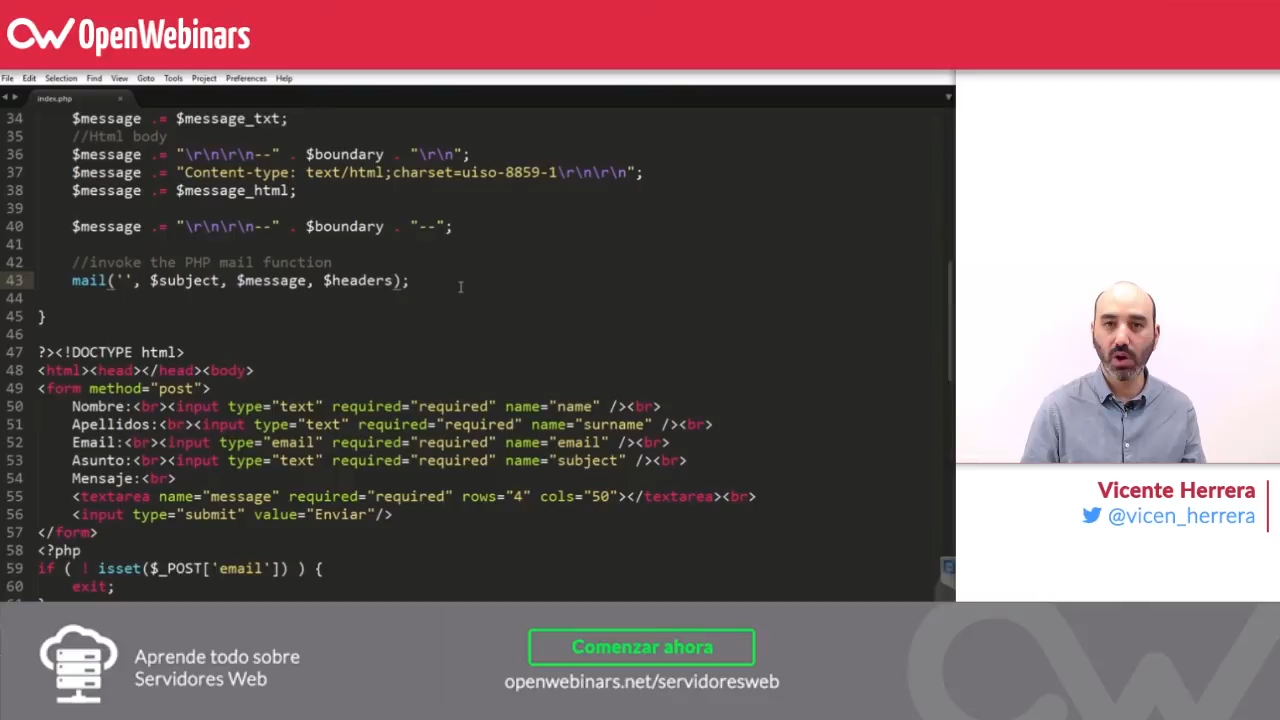 OpenWebinars
File Edit Selection Find View Goto Tools Project Preferences Help
index.php
34 $message .= $message_txt;
35 //Html body
36 $message .= "\r\n\r\n--" . $boundary . "\r\n";
37 $message .= "Content-type: text/html;charset=uiso-8859-1\r\n\r\n";
38 $message .= $message_html;
39
40 $message .= "\r\n\r\n--" . $boundary . "--";
41
42 //invoke the PHP mail function
43 mail('', $subject, $message, $headers);
44
45 }
46
47 ?><!DOCTYPE html>
48 <html><head></head><body>
49 <form method="post">
50 Nombre:<br><input type="text" required="required" name="name" /><br>
51 Apellidos:<br><input type="text" required="required" name="surname" /><br>
52 Email:<br><input type="email" required="required" name="email" /><br>
53 Asunto:<br><input type="text" required="required" name="subject" /><br>
54 Mensaje:<br>
55 <textarea name="message" required="required" rows="4" cols="50"></textarea><br>
56 <input type="submit" value="Enviar"/>
57 </form>
58 <?php
59 if ( ! isset($_POST['email']) ) {
60 exit;
Vicente Herrera
@vicen_herrera
Aprende todo sobre
Servidores Web
Comenzar ahora
openwebinars.net/servidoresweb